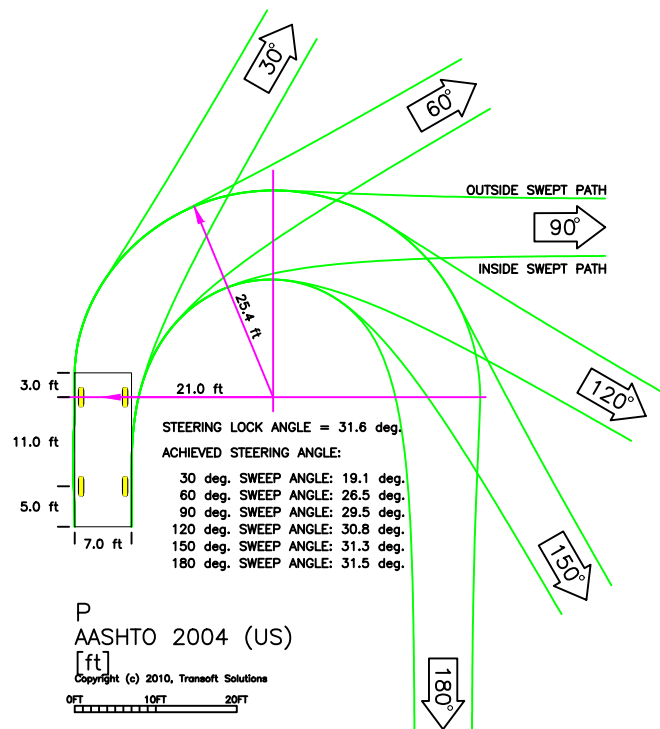 30°
60°
OUTSIDE SWEPT PATH
90°
INSIDE SWEPT PATH
25.4 ft
3.0 ft
21.0 ft
120°
STEERING LOCK ANGLE = 31.6 deg.
11.0 ft
ACHIEVED STEERING ANGLE:
30 deg. SWEEP ANGLE: 19.1 deg.
60 deg. SWEEP ANGLE: 26.5 deg.
90 deg. SWEEP ANGLE: 29.5 deg.
5.0 ft
120 deg. SWEEP ANGLE: 30.8 deg.
150 deg. SWEEP ANGLE: 31.3 deg.
180 deg. SWEEP ANGLE: 31.5 deg.
7.0 ft
150°
P
AASHTO 2004 (US)
[ft]
Copyright (c) 2010, Transoft Solutions
180°
0FT 10FT 20FT